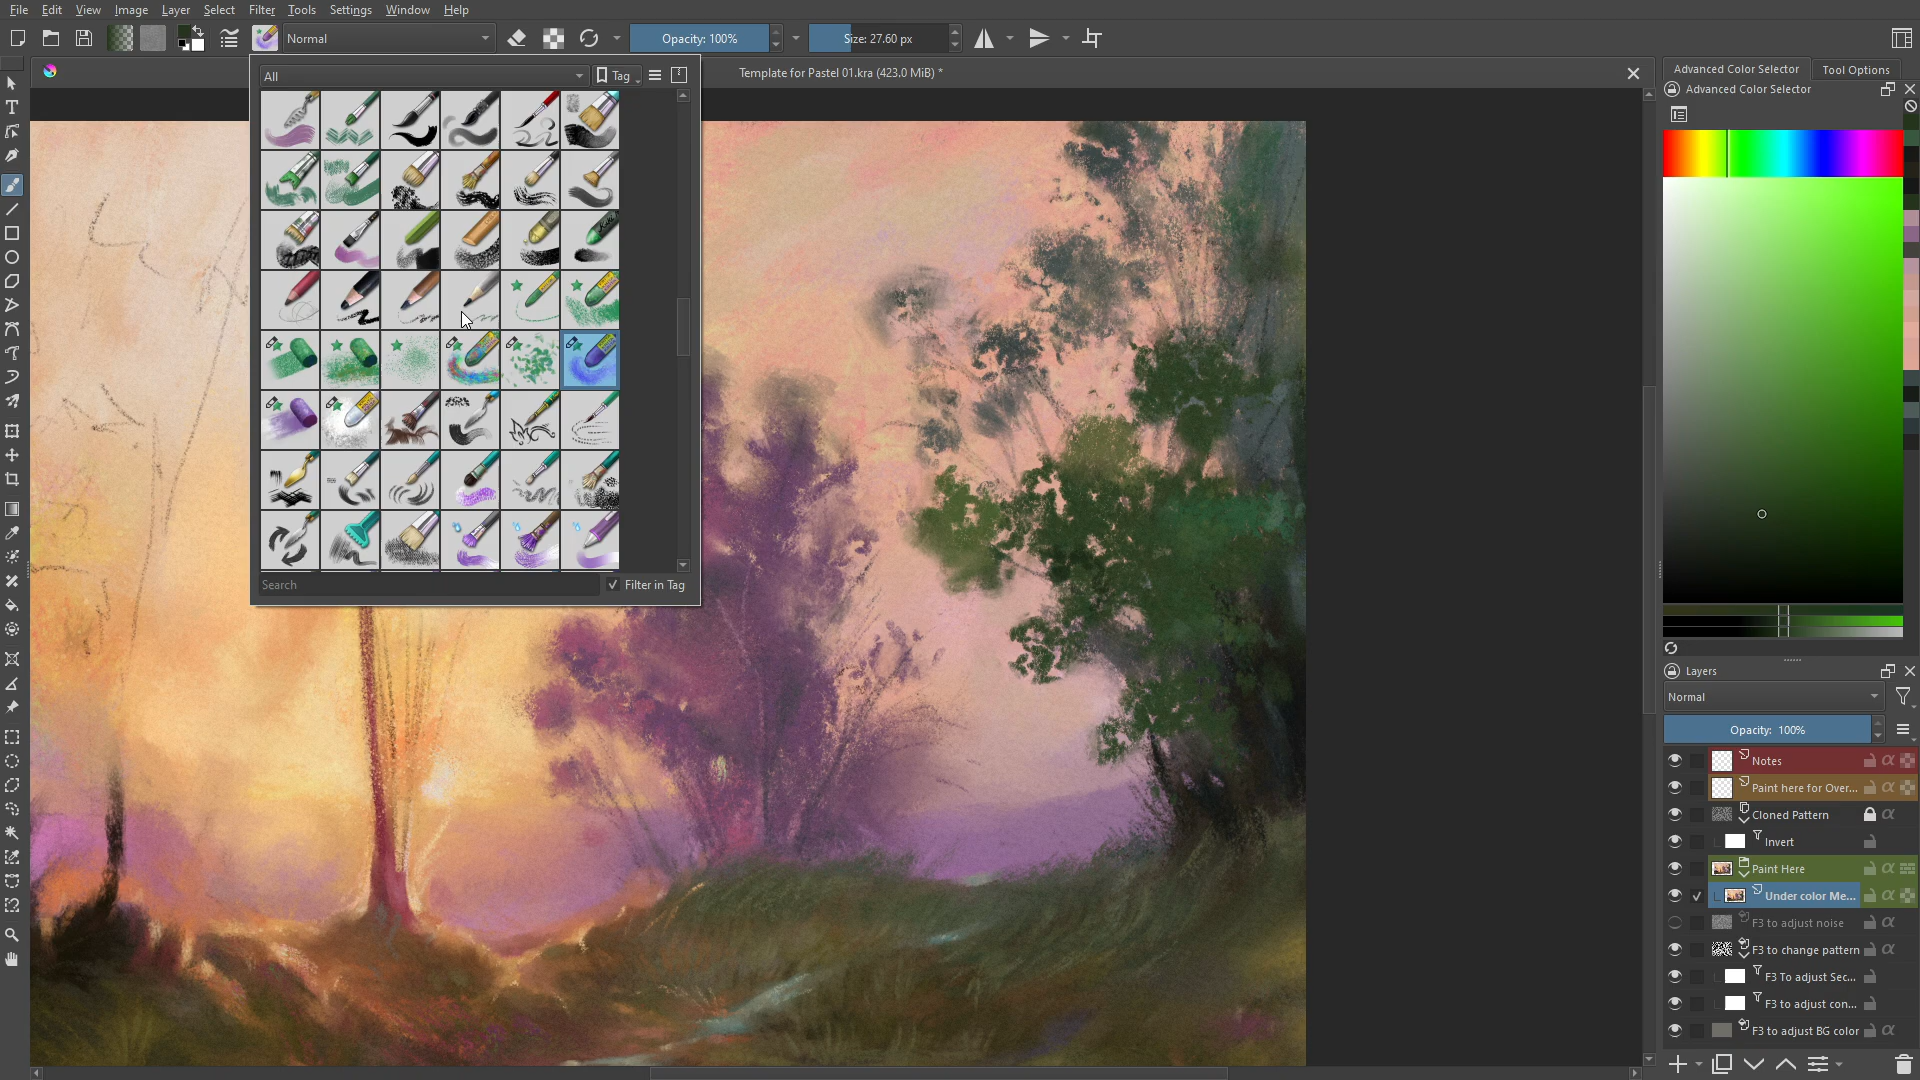 File Edit View Image Layer Select Filter Tools Settings Window Help
Normal
Opacity: 100%
Size: 27.60 px
All
Tag
Template for Pastel 01.kra (423.0 MiB) *
Search
Filter in Tag
Advanced Color Selector
Tool Options
Advanced Color Selector
Layers
Normal
Opacity: 100%
Notes
Paint here for Over...
Cloned Pattern
Invert
Paint Here
Under color Me...
F3 to adjust noise
F3 to change pattern
F3 To adjust Sec...
F3 to adjust con...
F3 to adjust BG color